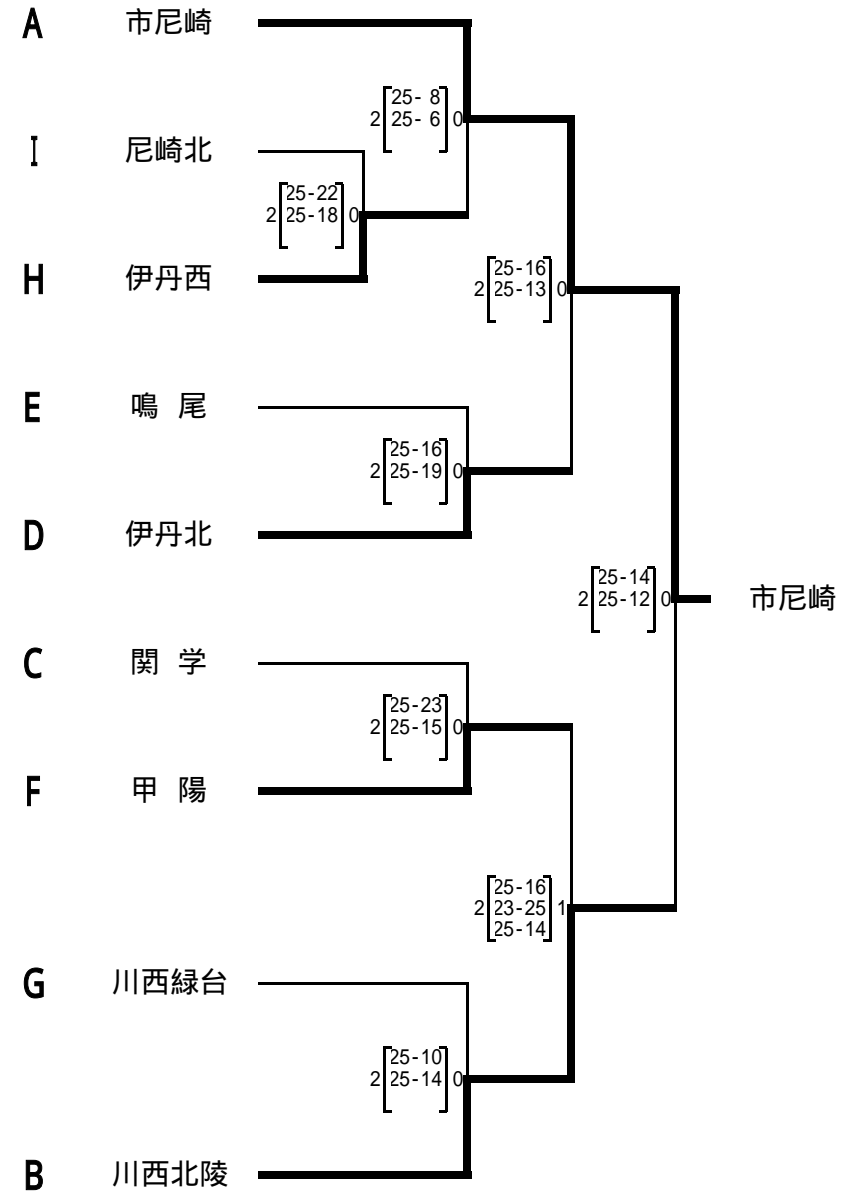 A 市尼崎
25- 8
2 25- 6 0
I 尼崎北
25-22
2 25-18 0
H 伊丹西
25-16
2 25-13 0
E 鳴 尾
25-16
2 25-19 0
D 伊丹北
25-14
2 25-12 0 市尼崎
C 関 学
25-23
2 25-15 0
F 甲 陽
25-16
2 23-25 1
25-14
G 川西緑台
25-10
2 25-14 0
B 川西北陵